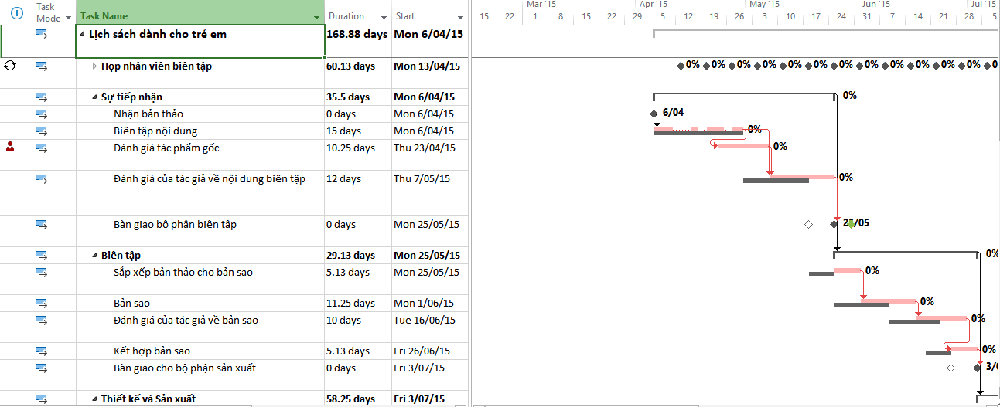 Task Mode Task Name Duration Start
Mar '15 Apr '15 May '15 Jun '15 Jul '15
15 22 1 8 15 22 29 5 12 19 26 3 10 17 24 31 7 14 21 28 5
Lịch sách dành cho trẻ em 168.88 days Mon 6/04/15
Họp nhân viên biên tập 60.13 days Mon 13/04/15 0% 0% 0% 0% 0% 0% 0% 0% 0% 0% 0% 0% 0%
Sự tiếp nhận 35.5 days Mon 6/04/15 0%
Nhận bản thảo 0 days Mon 6/04/15 6/04
Biên tập nội dung 15 days Mon 6/04/15 0%
Đánh giá tác phẩm gốc 10.25 days Thu 23/04/15 0%
Đánh giá của tác giả về nội dung biên tập 12 days Thu 7/05/15 0%
Bàn giao bộ phận biên tập 0 days Mon 25/05/15 25/05
Biên tập 29.13 days Mon 25/05/15 0%
Sắp xếp bản thảo cho bản sao 5.13 days Mon 25/05/15 0%
Bản sao 11.25 days Mon 1/06/15 0%
Đánh giá của tác giả về bản sao 10 days Tue 16/06/15 0%
Kết hợp bản sao 5.13 days Fri 26/06/15 0%
Bàn giao cho bộ phận sản xuất 0 days Fri 3/07/15
Thiết kế và Sản xuất 58.25 days Fri 3/07/15